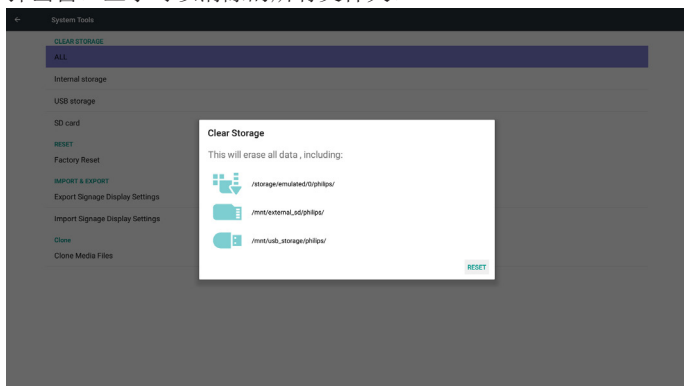 ← System Tools
CLEAR STORAGE
ALL
Internal storage
USB storage
SD card
RESET
Factory Reset
IMPORT & EXPORT
Export Signage Display Settings
Import Signage Display Settings
Clone
Clone Media Files
Clear Storage
This will erase all data , including:
/storage/emulated/0/philips/
/mnt/external_sd/philips/
/mnt/usb_storage/philips/
RESET